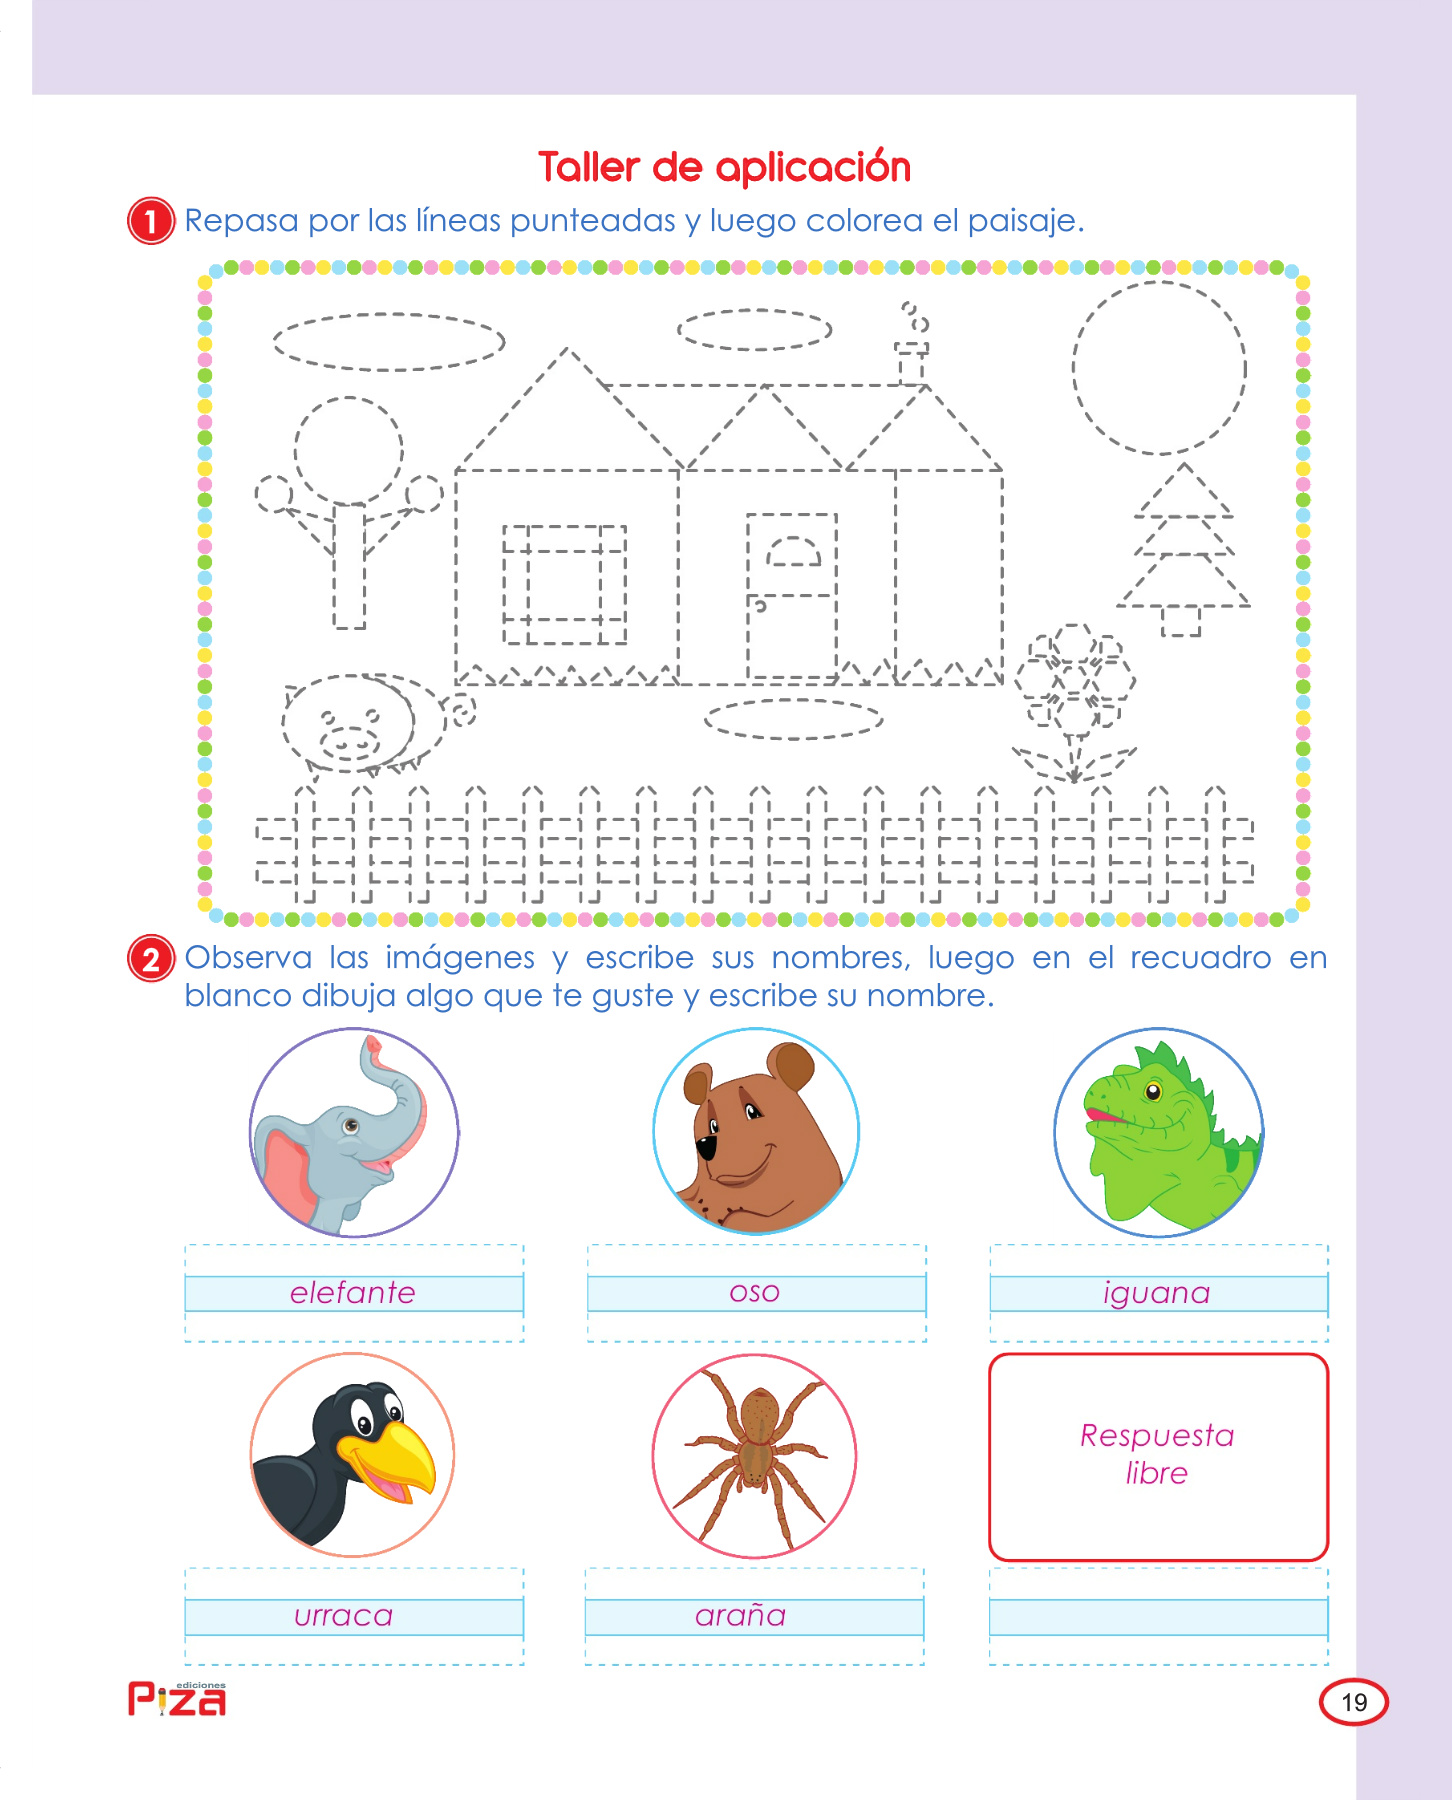 Taller de aplicación
1 Repasa por las líneas punteadas y luego colorea el paisaje.
2 Observa las imágenes y escribe sus nombres, luego en el recuadro en
blanco dibuja algo que te guste y escribe su nombre.
elefante
oso
iguana
Respuesta
libre
urraca
araña
ediciones
Piza
19